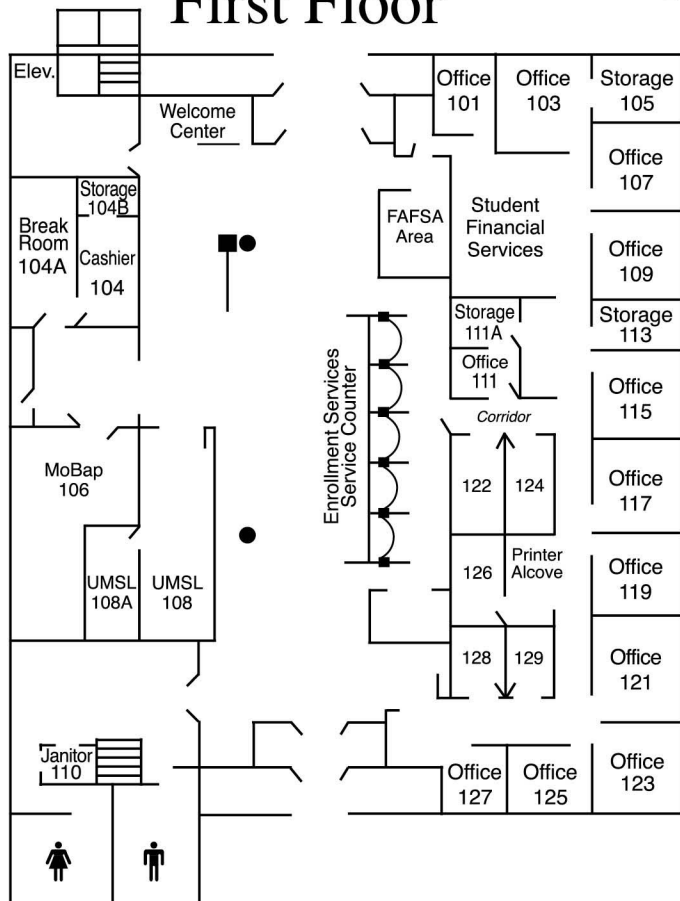 First Floor
Elev.
Welcome
Center
Office
101
Office
103
Storage
105
Office
107
Storage
104B
Break
Room
104A
Cashier
104
FAFSA
Area
Student
Financial
Services
Office
109
Storage
111A
Storage
113
Office
111
Enrollment Services
Service Counter
Office
115
Corridor
MoBap
106
122
124
Office
117
126
Printer
Alcove
Office
119
UMSL
108A
UMSL
108
128
129
Office
121
Janitor
110
Office
127
Office
125
Office
123